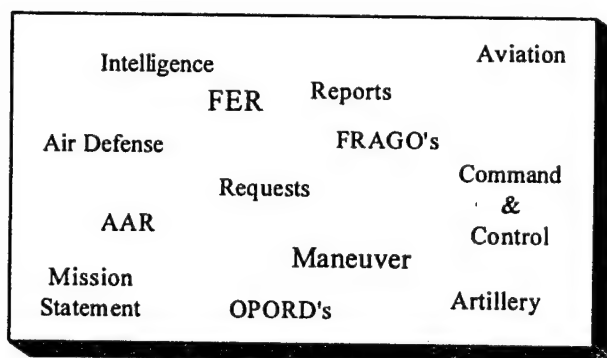 Aviation
Intelligence
FER
Reports
Air Defense
FRAGO's
Requests
Command
&
Control
AAR
Maneuver
Mission
Statement
OPORD's
Artillery